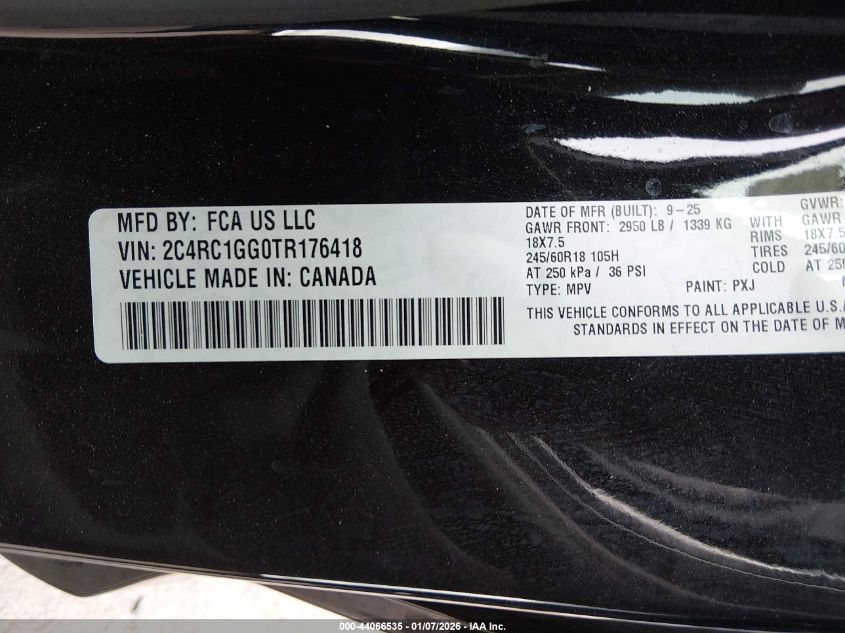 MFD BY: FCA US LLC
VIN: 2C4RC1GG0TR176418
VEHICLE MADE IN: CANADA
DATE OF MFR (BUILT): 9-25
GAWR FRONT: 2950 LB / 1339 KG
18X7.5
245/60R18 105H
AT 250 kPa / 36 PSI
TYPE: MPV PAINT: PXJ
WITH
RIMS
TIRES
COLD
GVWR:
GAWR
18X7.5
245/60
AT 250
THIS VEHICLE CONFORMS TO ALL APPLICABLE U.S.A
STANDARDS IN EFFECT ON THE DATE OF M
000-44066535 - 01/07/2026 - IAAI Inc.